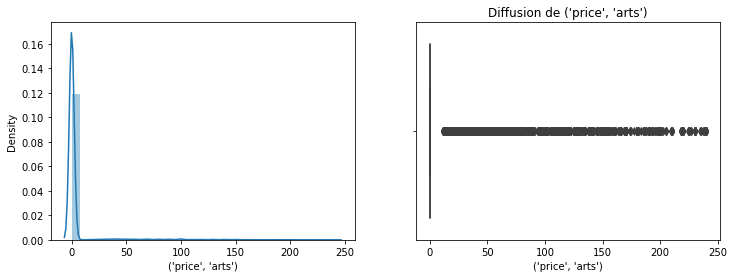 Diffusion de ('price', 'arts')
Density
0.16
0.14
0.12
0.10
0.08
0.06
0.04
0.02
0.00
0 50 100 150 200 250
('price', 'arts')
0 50 100 150 200 250
('price', 'arts')